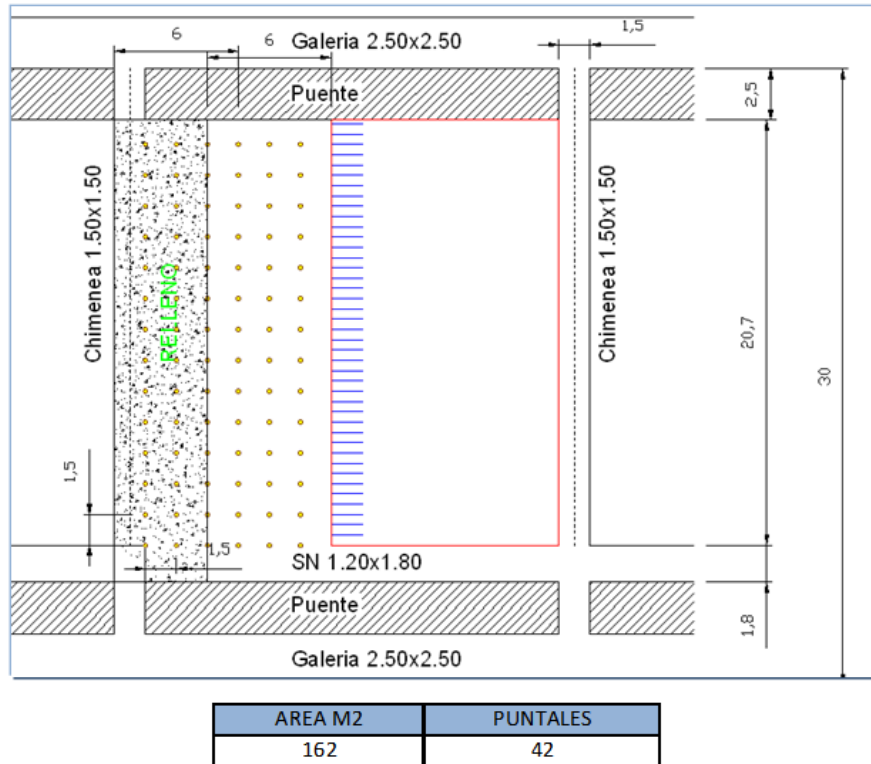 6
6
Galeria 2.50x2.50
1,5
Puente
2,5
Chimenea 1.50x1.50
RELLENO
Chimenea 1.50x1.50
20,7
30
1,5
1,5
SN 1.20x1.80
Puente
1,8
Galeria 2.50x2.50
AREA M2 PUNTALES
162 42